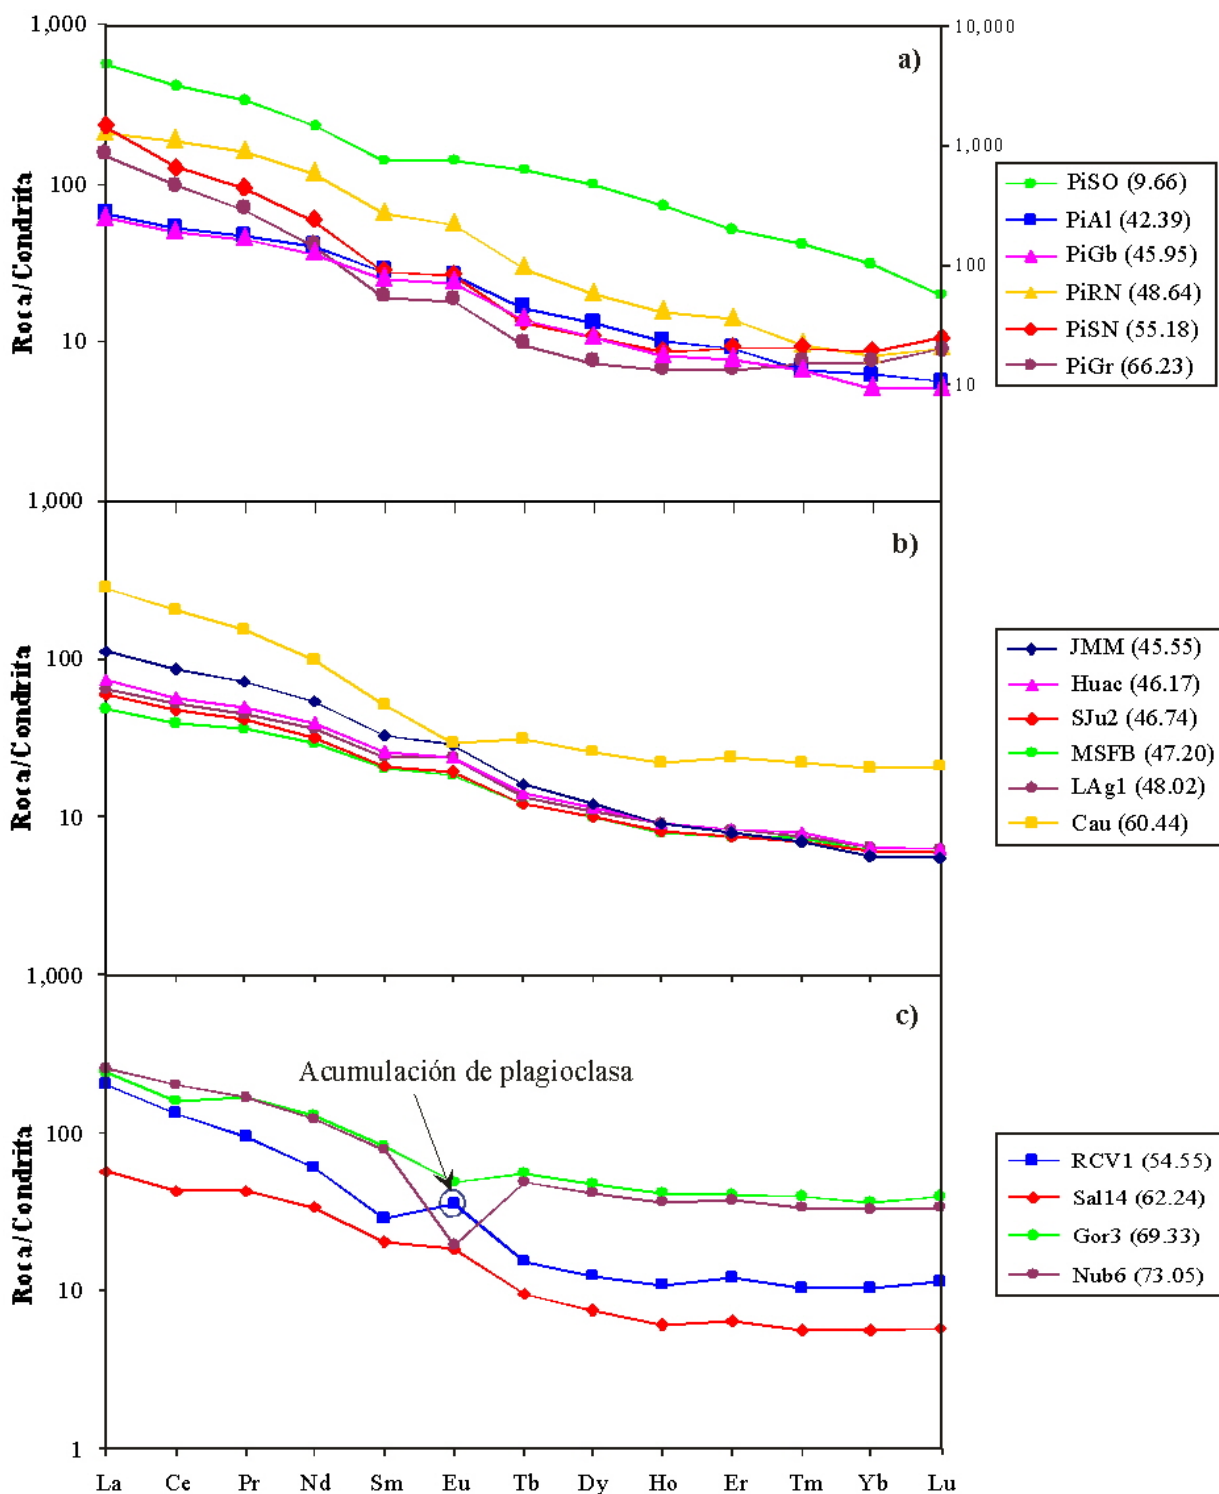 1,000
10,000
a)
1,000
100
100
10
10
Roca/Condrita
PiSO (9.66)
PiAl (42.39)
PiGb (45.95)
PiRN (48.64)
PiSN (55.18)
PiGr (66.23)
1,000
b)
100
10
Roca/Condrita
JMM (45.55)
Huac (46.17)
SJu2 (46.74)
MSFB (47.20)
LAg1 (48.02)
Cau (60.44)
1,000
c)
Acumulación de plagioclasa
100
10
1
Roca/Condrita
RCV1 (54.55)
Sal14 (62.24)
Gor3 (69.33)
Nub6 (73.05)
La Ce Pr Nd Sm Eu Tb Dy Ho Er Tm Yb Lu